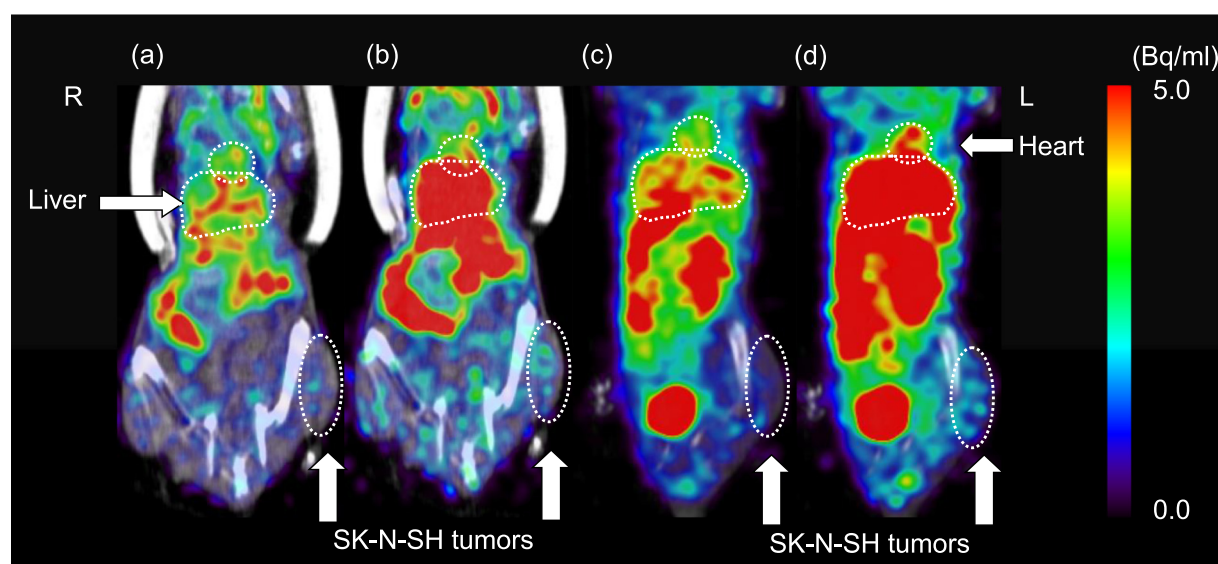 (a) (b) (c) (d) (Bq/ml)
R L 5.0
Heart
Liver
0.0
SK-N-SH tumors SK-N-SH tumors